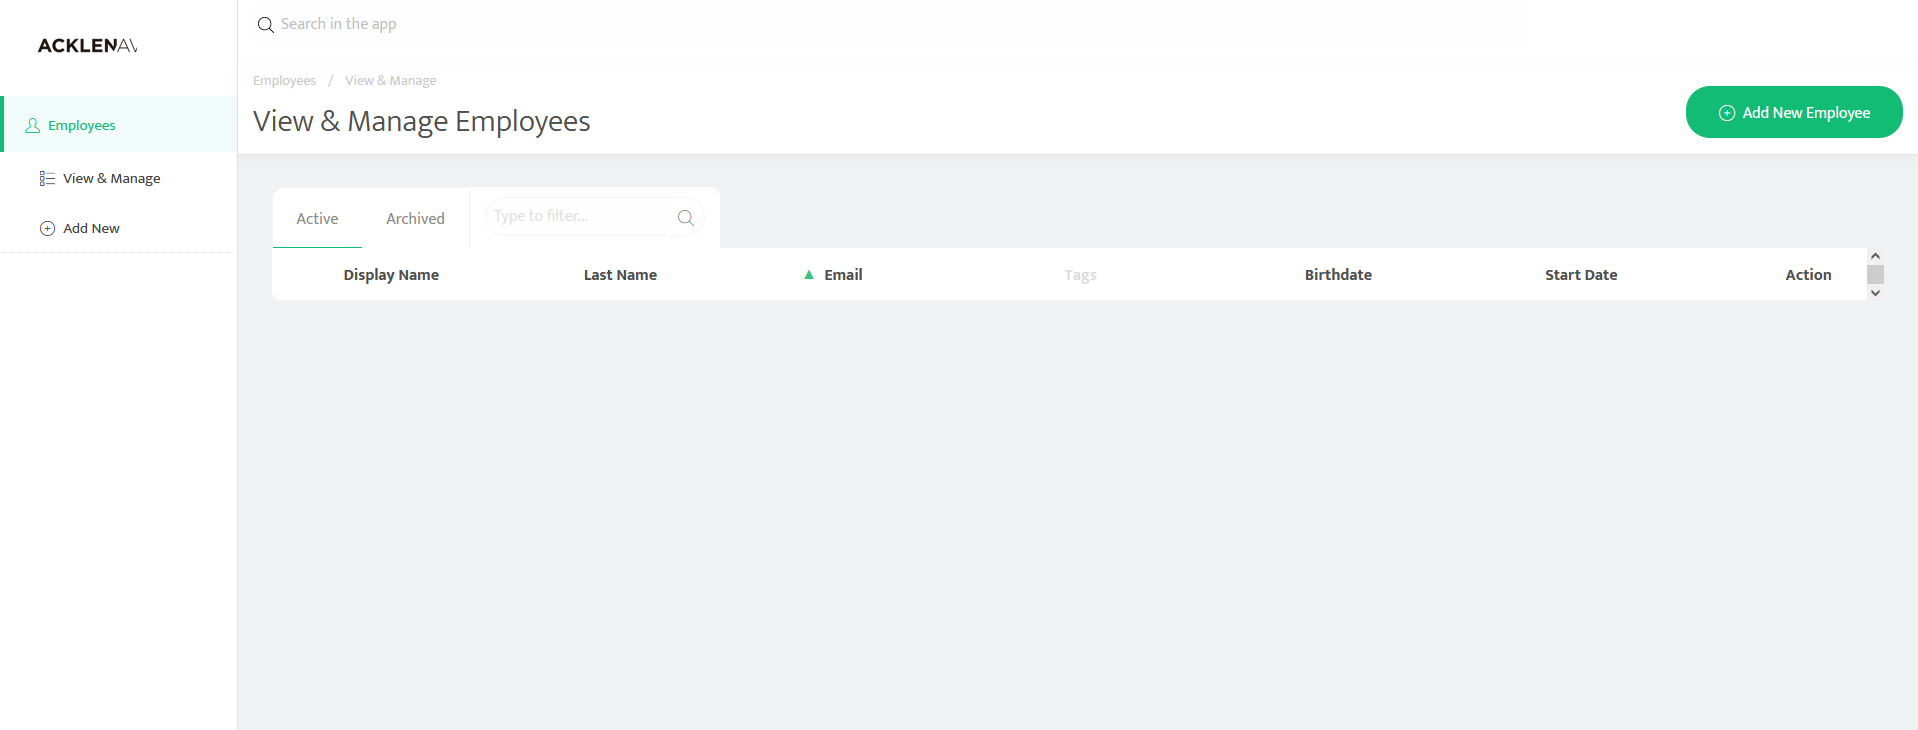 ACKLENAV
Search in the app
Employees / View & Manage
View & Manage Employees
Add New Employee
Employees
View & Manage
Add New
Active Archived Type to filter...
Display Name Last Name ▲ Email Tags Birthdate Start Date Action